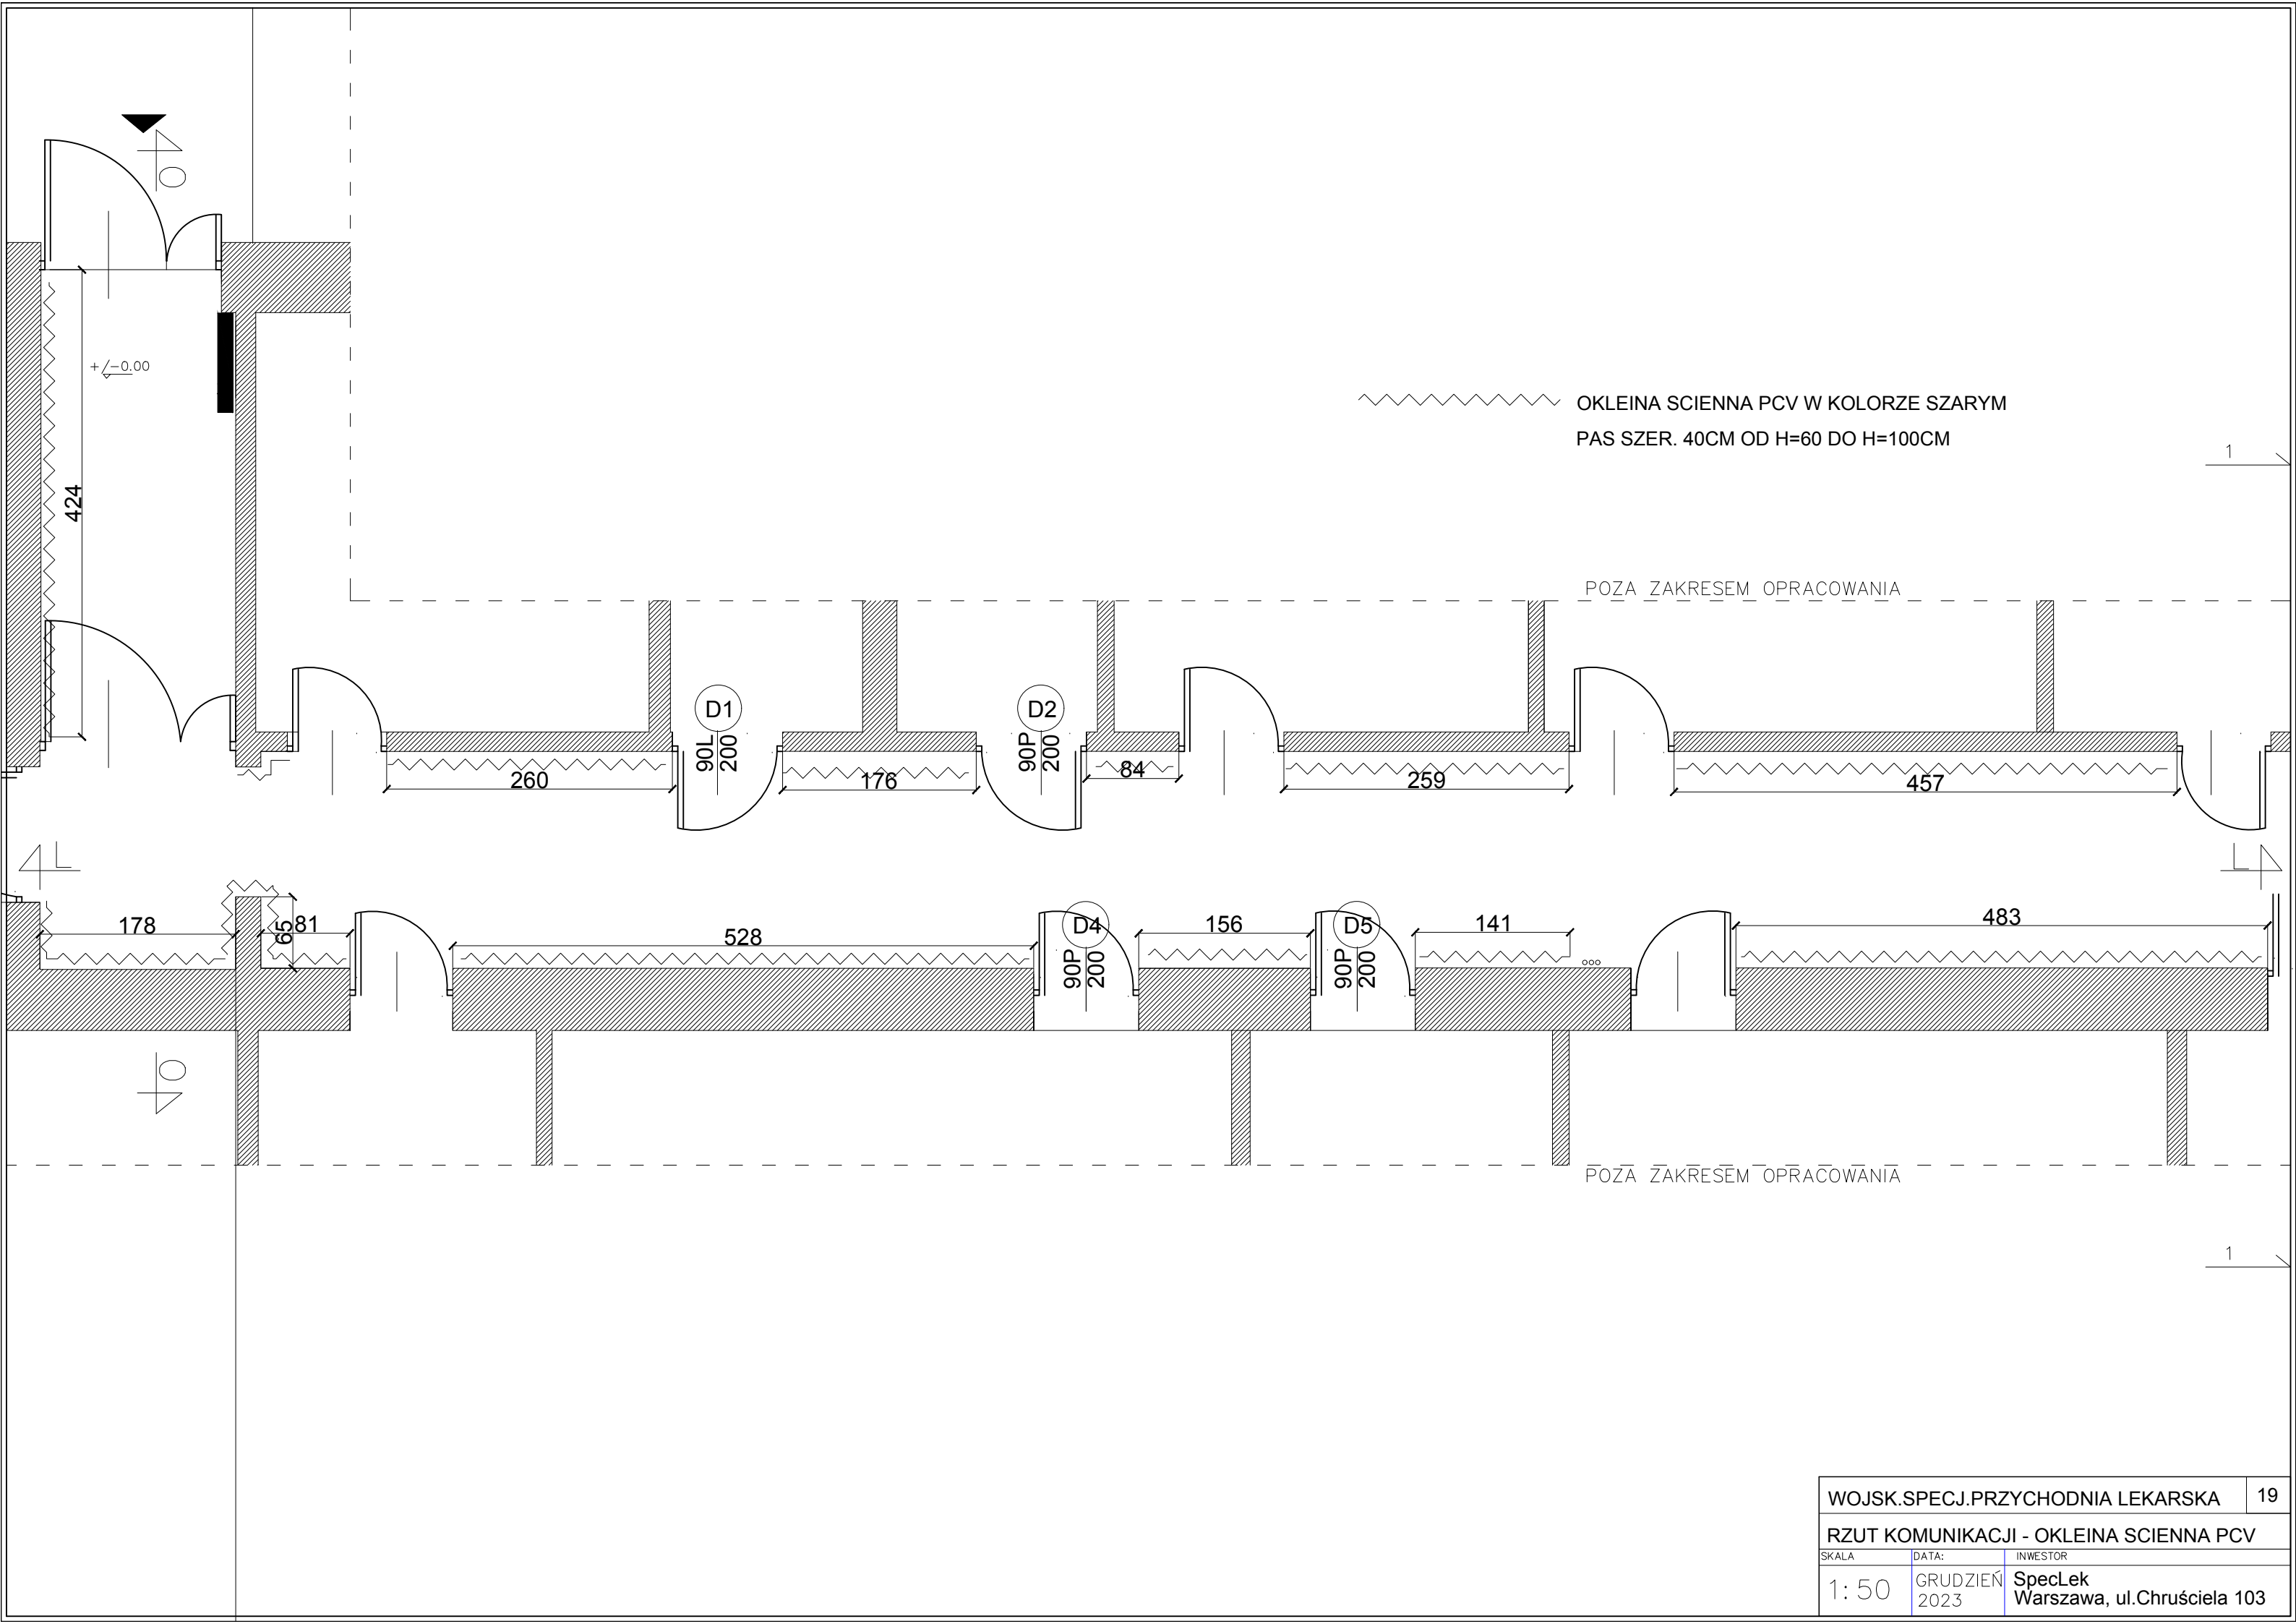 4
0
+/-0.00
424
OKLEINA SCIENNA PCV W KOLORZE SZARYM
PAS SZER. 40CM OD H=60 DO H=100CM
1
POZA ZAKRESEM OPRACOWANIA
D1
90L
200
D2
90P
200
260
176
84
259
457
178
65
81
528
D4
90P
200
156
D5
90P
200
141
483
POZA ZAKRESEM OPRACOWANIA
1
WOJSK.SPECJ.PRZYCHODNIA LEKARSKA 19
RZUT KOMUNIKACJI - OKLEINA SCIENNA PCV
SKALA DATA: INWESTOR
1:50 GRUDZIEŃ 2023 SpecLek
Warszawa, ul.Chruściela 103